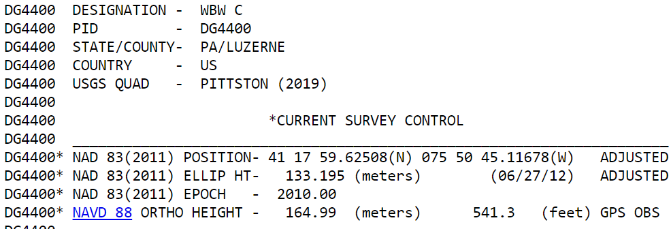 DG4400  DESIGNATION -  WBW C
DG4400  PID         -  DG4400
DG4400  STATE/COUNTY-  PA/LUZERNE
DG4400  COUNTRY     -  US
DG4400  USGS QUAD   -  PITTSTON (2019)
DG4400
DG4400                         *CURRENT SURVEY CONTROL
DG4400  ______________________________________________________________________
DG4400* NAD 83(2011) POSITION- 41 17 59.62508(N) 075 50 45.11678(W)   ADJUSTED
DG4400* NAD 83(2011) ELLIP HT-   133.195 (meters)        (06/27/12)   ADJUSTED
DG4400* NAD 83(2011) EPOCH   -  2010.00
DG4400* NAVD 88 ORTHO HEIGHT -   164.99  (meters)      541.3   (feet) GPS OBS
DG4400